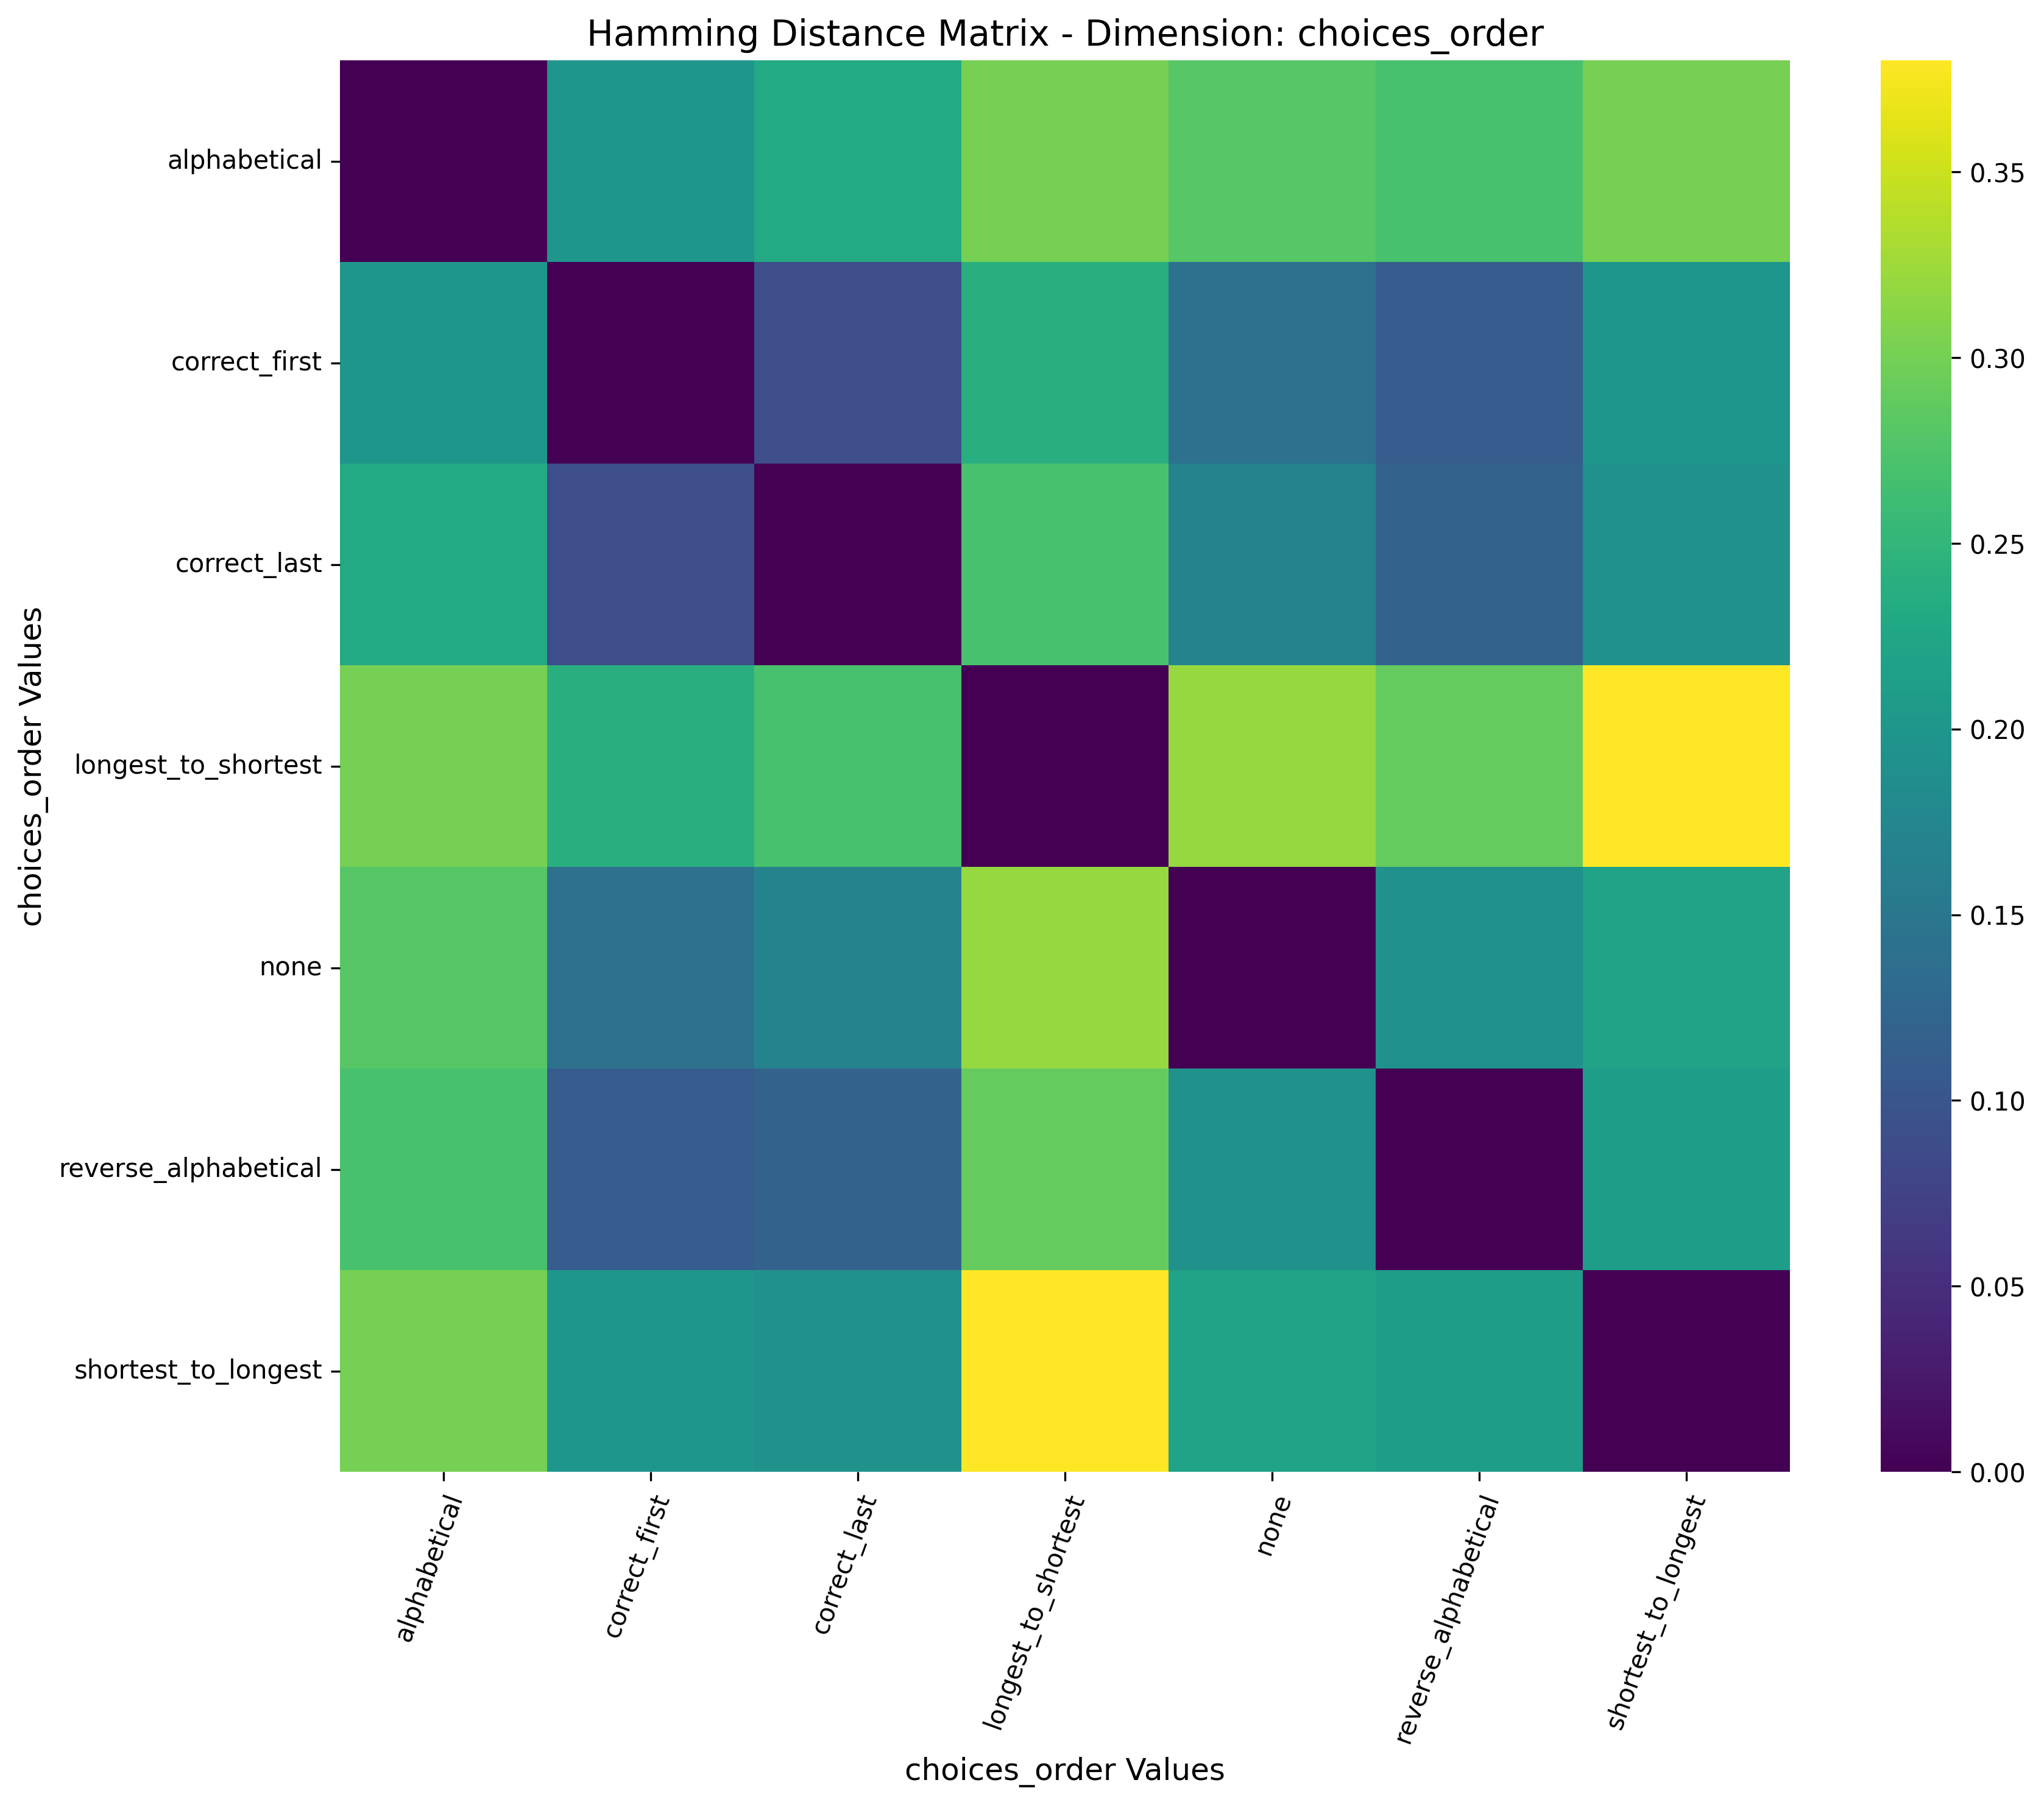 Hamming Distance Matrix - Dimension: choices_order
choices_order Values
alphabetical
correct_first
correct_last
longest_to_shortest
none
reverse_alphabetical
shortest_to_longest
alphabetical
correct_first
correct_last
longest_to_shortest
none
reverse_alphabetical
shortest_to_longest
choices_order Values
0.35
0.30
0.25
0.20
0.15
0.10
0.05
0.00